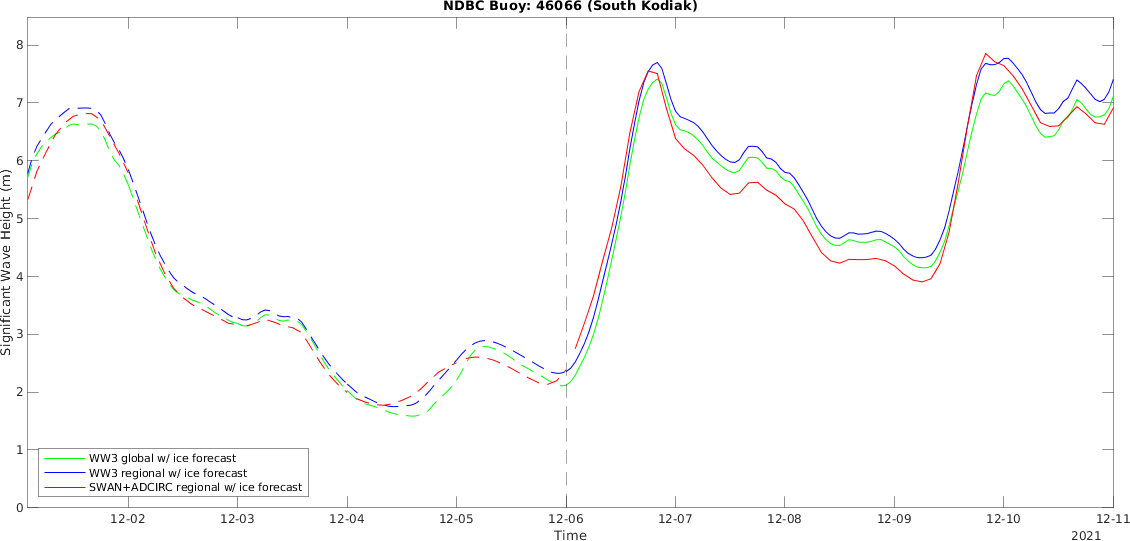 NDBC Buoy: 46066 (South Kodiak)
Significant Wave Height (m)
8
7
6
5
4
3
2
1
0
WW3 global w/ ice forecast
WW3 regional w/ ice forecast
SWAN+ADCIRC regional w/ ice forecast
12-02 12-03 12-04 12-05 12-06 12-07 12-08 12-09 12-10 12-11
Time
2021